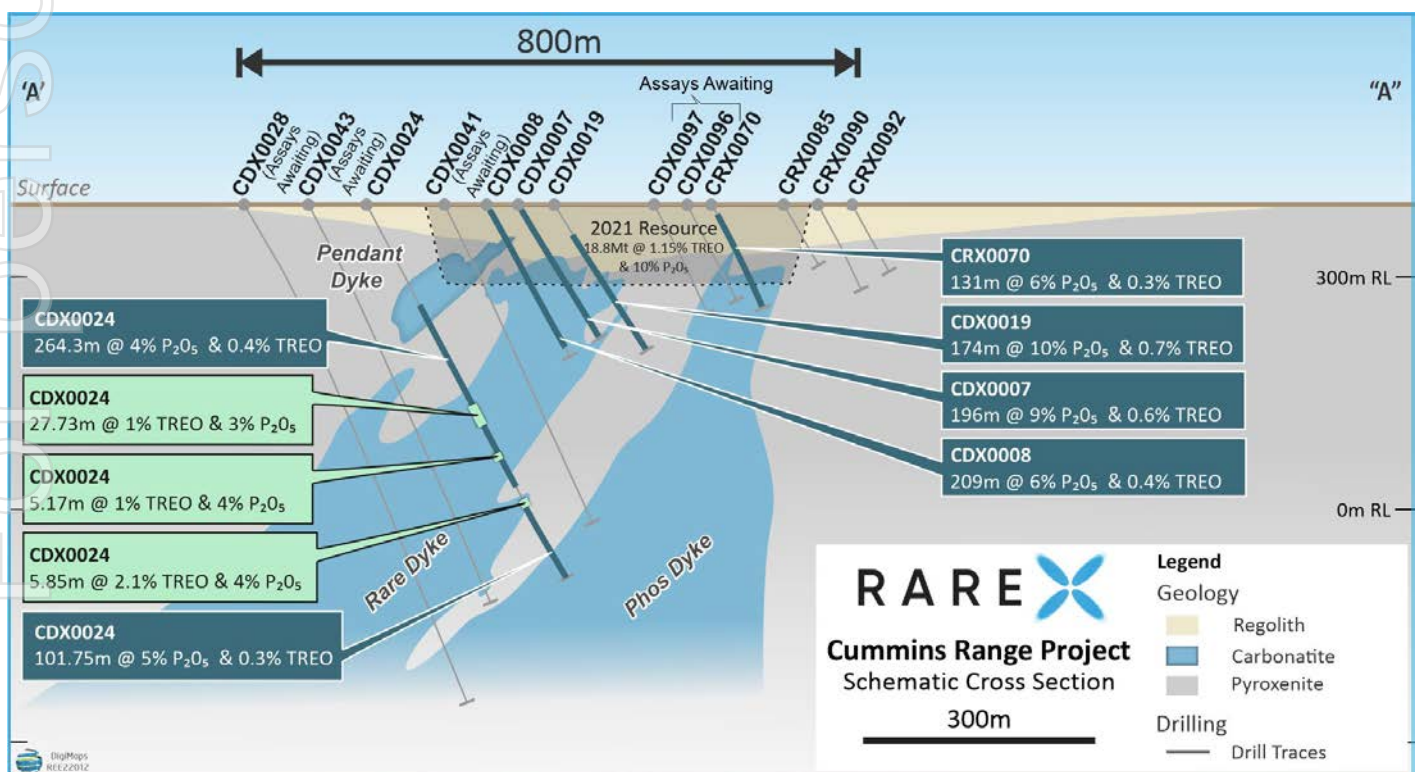 800m
'A'
"A"
Assays Awaiting
CDX0028
(Assays
Awaiting)
CDX0043
(Assays
Awaiting)
CDX0024
CDX0041
(Assays
Awaiting)
CDX0008
CDX0007
CDX0019
CDX0097
CDX0096
CRX0070
CRX0085
CRX0090
CRX0092
Surface
2021 Resource
18.8Mt @ 1.15% TREO
& 10% P₂O₅
Pendant
Dyke
300m RL
0m RL
CDX0024
264.3m @ 4% P₂O₅ & 0.4% TREO
CDX0024
27.73m @ 1% TREO & 3% P₂O₅
CDX0024
5.17m @ 1% TREO & 4% P₂O₅
CDX0024
5.85m @ 2.1% TREO & 4% P₂O₅
CDX0024
101.75m @ 5% P₂O₅ & 0.3% TREO
Rare Dyke
Phos Dyke
CRX0070
131m @ 6% P₂O₅ & 0.3% TREO
CDX0019
174m @ 10% P₂O₅ & 0.7% TREO
CDX0007
196m @ 9% P₂O₅ & 0.6% TREO
CDX0008
209m @ 6% P₂O₅ & 0.4% TREO
RAREX
Cummins Range Project
Schematic Cross Section
300m
Legend
Geology
Regolith
Carbonatite
Pyroxenite
Drilling
Drill Traces
DigiMaps
REE22012